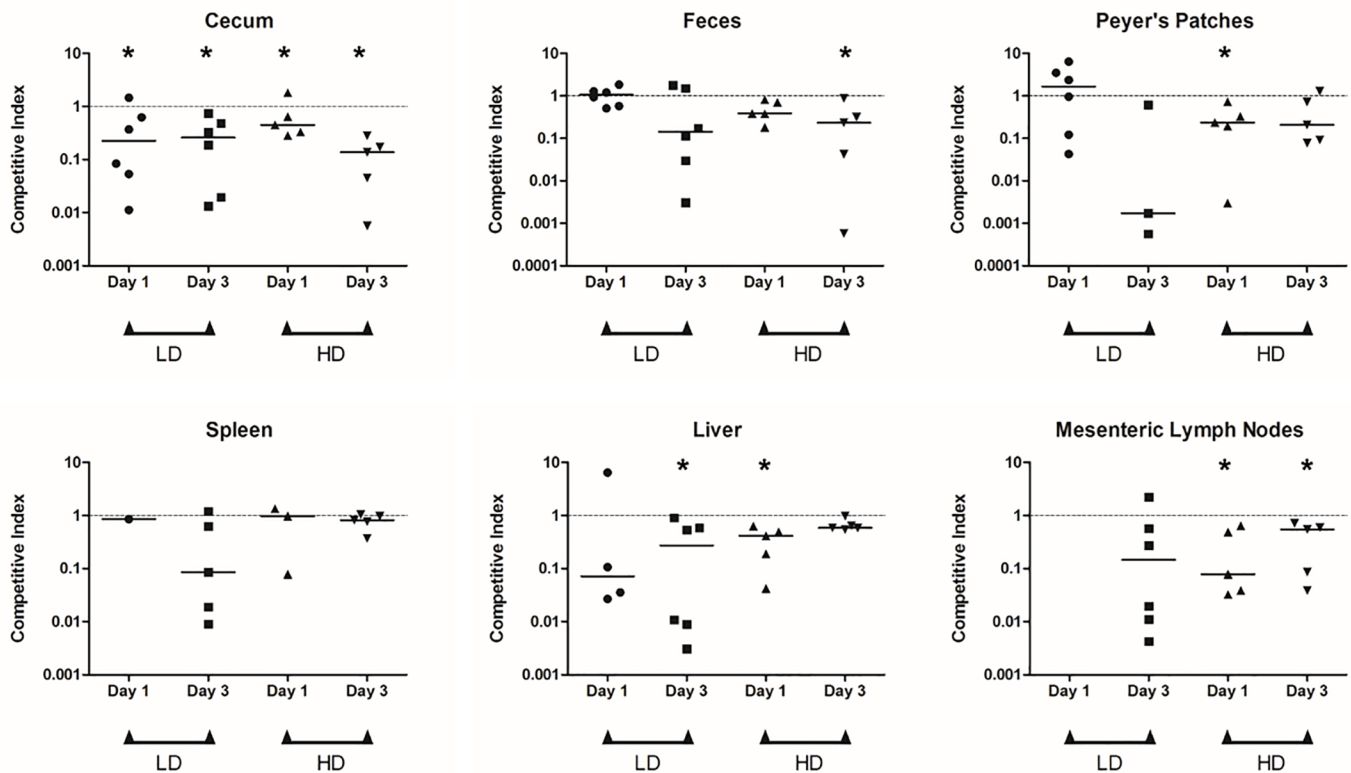 Cecum
* * * *
Competitive Index
10
1
0.1
0.01
0.001
Day 1 Day 3 Day 1 Day 3
LD HD
Feces
*
Competitive Index
10
1
0.1
0.01
0.001
0.0001
Day 1 Day 3 Day 1 Day 3
LD HD
Peyer's Patches
*
Competitive Index
10
1
0.1
0.01
0.001
0.0001
Day 1 Day 3 Day 1 Day 3
LD HD
Spleen
Competitive Index
10
1
0.1
0.01
0.001
Day 1 Day 3 Day 1 Day 3
LD HD
Liver
* *
Competitive Index
10
1
0.1
0.01
0.001
Day 1 Day 3 Day 1 Day 3
LD HD
Mesenteric Lymph Nodes
* *
Competitive Index
10
1
0.1
0.01
0.001
Day 1 Day 3 Day 1 Day 3
LD HD